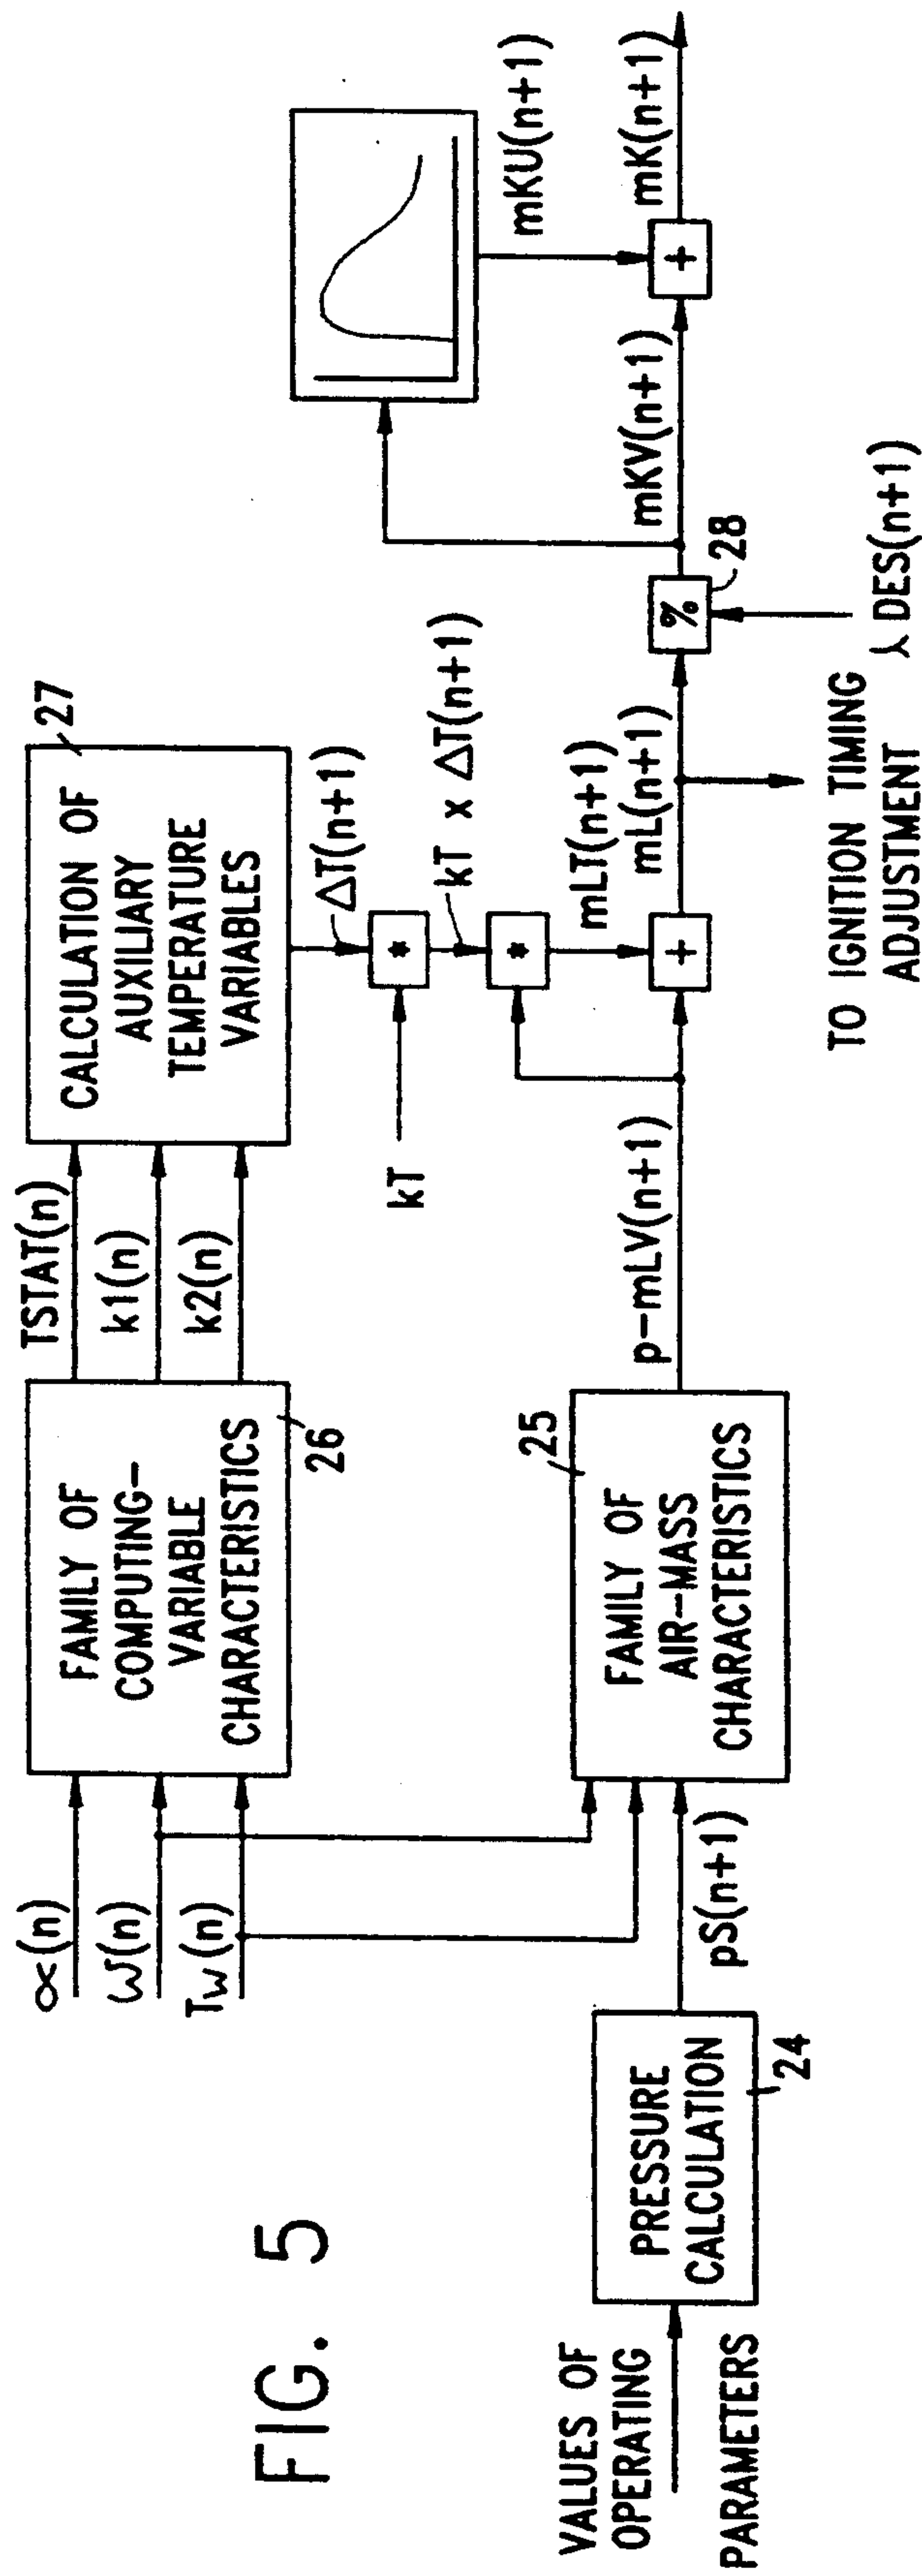 FIG. 5
VALUES OF
OPERATING
PARAMETERS
PRESSURE
CALCULATION
24
pS(n+1)
∝(n)
ω(n)
Tw(n)
FAMILY OF
COMPUTING-
VARIABLE
CHARACTERISTICS
26
FAMILY OF
AIR-MASS
CHARACTERISTICS
25
TSTAT(n)
k1(n)
k2(n)
CALCULATION OF
AUXILIARY
TEMPERATURE
VARIABLES
27
p-mLV(n+1)
kT
ΔT(n+1)
*
kT x ΔT(n+1)
*
mLT(n+1)
+
mL(n+1)
TO IGNITION TIMING
ADJUSTMENT
%
28
λ DES(n+1)
mKV(n+1)
mKU(n+1)
+
mK(n+1)